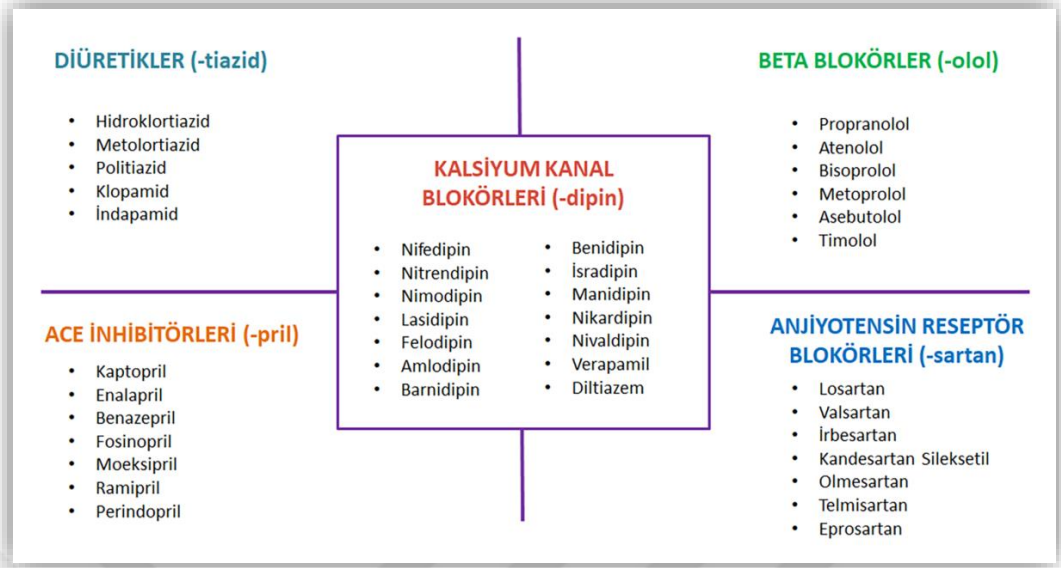 DİÜRETİKLER (-tiazid)
• Hidroklortiazid
• Metolortiazid
• Politiazid
• Klopamid
• İndapamid
BETA BLOKÖRLER (-olol)
• Propranolol
• Atenolol
• Bisoprolol
• Metoprolol
• Asebutolol
• Timolol
KALSİYUM KANAL
BLOKÖRLERİ (-dipin)
• Nifedipin
• Nitrendipin
• Nimodipin
• Lasidipin
• Felodipin
• Amlodipin
• Barnidipin
• Benidipin
• İsradipin
• Manidipin
• Nikardipin
• Nivaldipin
• Verapamil
• Diltiazem
ACE İNHİBİTÖRLERİ (-pril)
• Kaptopril
• Enalapril
• Benazepril
• Fosinopril
• Moeksipril
• Ramipril
• Perindopril
ANJİYOTENSİN RESEPTÖR
BLOKÖRLERİ (-sartan)
• Losartan
• Valsartan
• İrbesartan
• Kandesartan Sileksetil
• Olmesartan
• Telmisartan
• Eprosartan